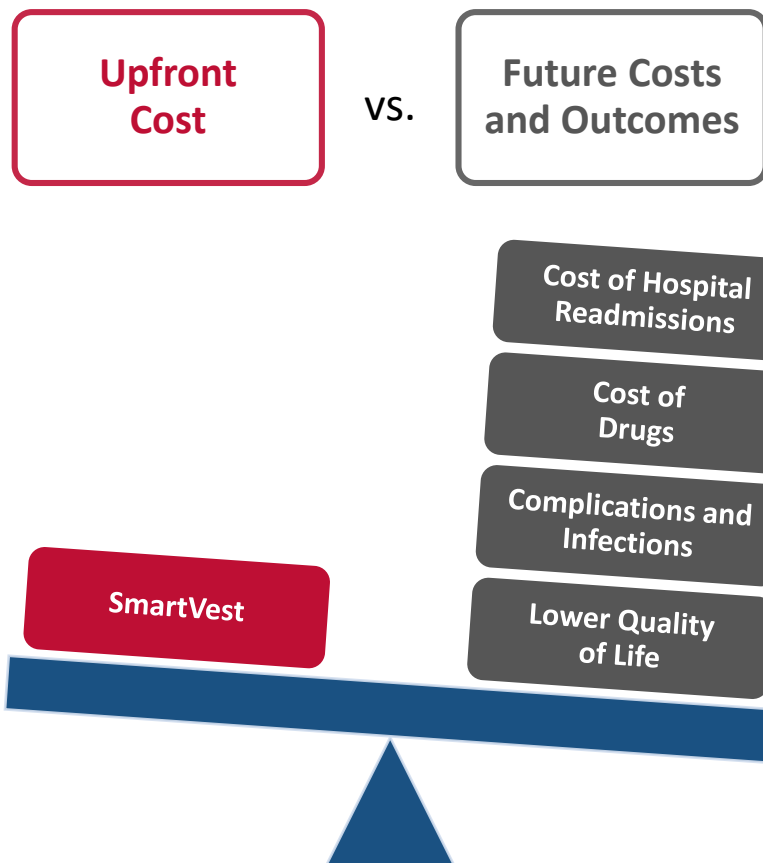 Upfront
Cost
vs.
Future Costs
and Outcomes
Cost of Hospital
Readmissions
Cost of
Drugs
Complications and
Infections
SmartVest
Lower Quality
of Life